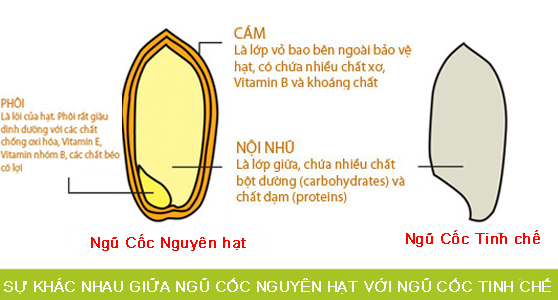 CÁM
Là lớp vỏ bao bên ngoài bảo vệ
hạt, có chứa nhiều chất xơ,
Vitamin B và khoáng chất
PHÔI
Là lõi của hạt. Phôi rất giàu
dinh dưỡng với các chất
chống oxi hóa, Vitamin E,
Vitamin nhóm B, các chất béo
có lợi
NỘI NHŨ
Là lớp giữa, chứa nhiều chất
bột dường (carbohydrates) và
chất đạm (proteins)
Ngũ Cốc Nguyên hạt
Ngũ Cốc Tinh chế
SỰ KHÁC NHAU GIỮA NGŨ CỐC NGUYÊN HẠT VỚI NGŨ CỐC TINH CHẾ